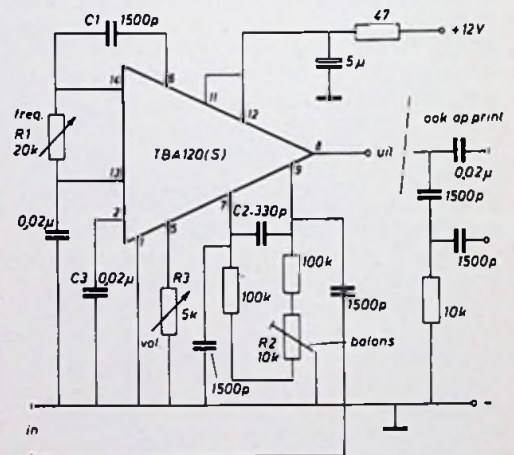 C1
1500p
47
+12V
5µ
14
6
11
12
freq.
R1
20k
TBA120(S)
8
uit
ook op print
0,02µ
1500p
13
9
7
2
1
5
0,02µ
C2-330p
1500p
C3
0,02µ
R3
5k
vol.
100k
100k
1500p
10k
R2
10k
balans
1500p
in
-